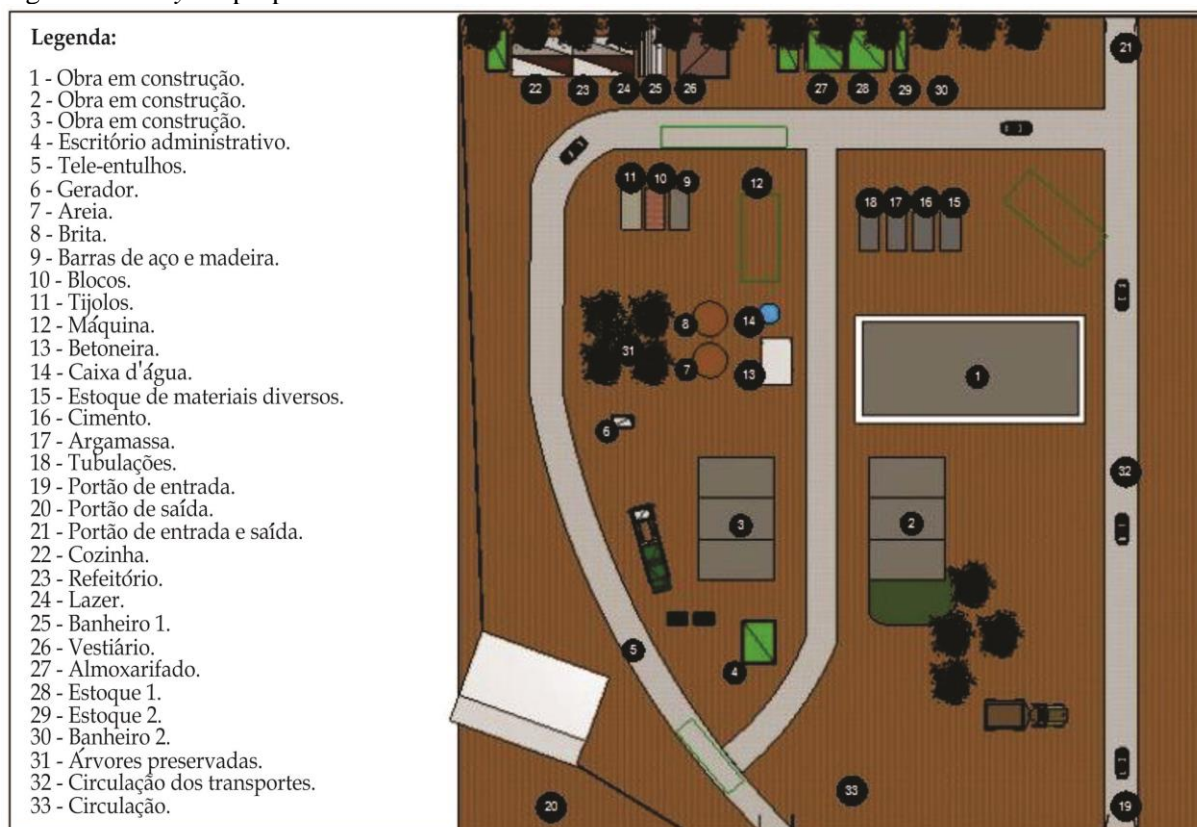 Legenda:
1 - Obra em construção.
2 - Obra em construção.
3 - Obra em construção.
4 - Escritório administrativo.
5 - Tele-entulhos.
6 - Gerador.
7 - Areia.
8 - Brita.
9 - Barras de aço e madeira.
10 - Blocos.
11 - Tijolos.
12 - Máquina.
13 - Betoneira.
14 - Caixa d'água.
15 - Estoque de materiais diversos.
16 - Cimento.
17 - Argamassa.
18 - Tubulações.
19 - Portão de entrada.
20 - Portão de saída.
21 - Portão de entrada e saída.
22 - Cozinha.
23 - Refeitório.
24 - Lazer.
25 - Banheiro 1.
26 - Vestiário.
27 - Almoxarifado.
28 - Estoque 1.
29 - Estoque 2.
30 - Banheiro 2.
31 - Árvores preservadas.
32 - Circulação dos transportes.
33 - Circulação.
21
22 23 24 25 26 27 28 29 30
11 10 9 12 18 17 16 15
8 14
31
7 13 1
6
32
3 2
5
4
33
20 19